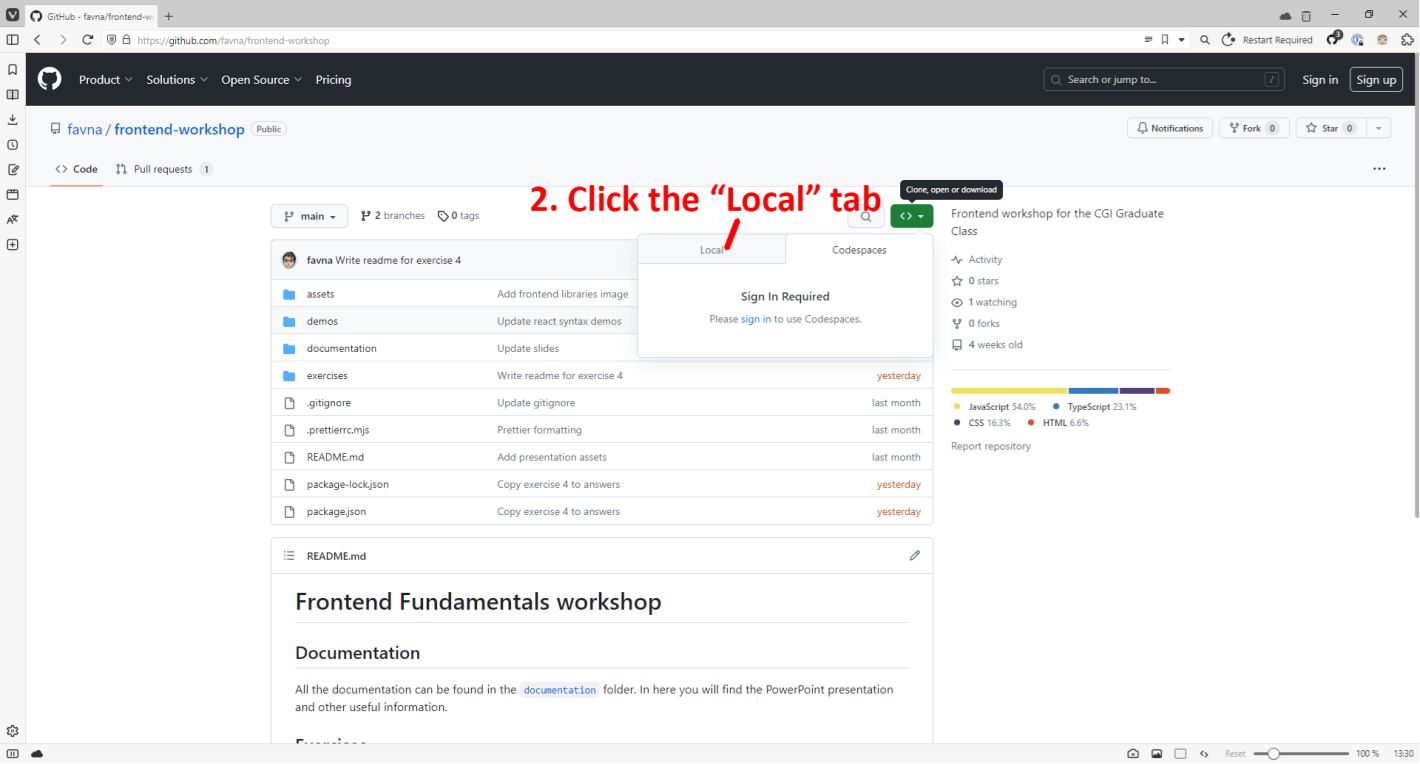 GitHub - favna/frontend-w
https://github.com/favna/frontend-workshop
Restart Required
3
Product
Solutions
Open Source
Pricing
Search or jump to...
/
Sign in
Sign up
favna / frontend-workshop
Public
Notifications
Fork 0
Star 0
Code
Pull requests 1
2. Click the “Local” tab
Clone, open or download
main
2 branches
0 tags
Local
Codespaces
Sign In Required
Please sign in to use Codespaces.
favna Write readme for exercise 4
assets Add frontend libraries image
demos Update react syntax demos
documentation Update slides
exercises Write readme for exercise 4 yesterday
.gitignore Update gitignore last month
.prettierrc.mjs Prettier formatting last month
README.md Add presentation assets last month
package-lock.json Copy exercise 4 to answers yesterday
package.json Copy exercise 4 to answers yesterday
Frontend workshop for the CGI Graduate
Class
Activity
0 stars
1 watching
0 forks
4 weeks old
JavaScript 54.0% TypeScript 23.1%
CSS 16.3% HTML 6.6%
Report repository
README.md
Frontend Fundamentals workshop
Documentation
All the documentation can be found in the documentation folder. In here you will find the PowerPoint presentation
and other useful information.
Exercises
Reset
100 %
13:30